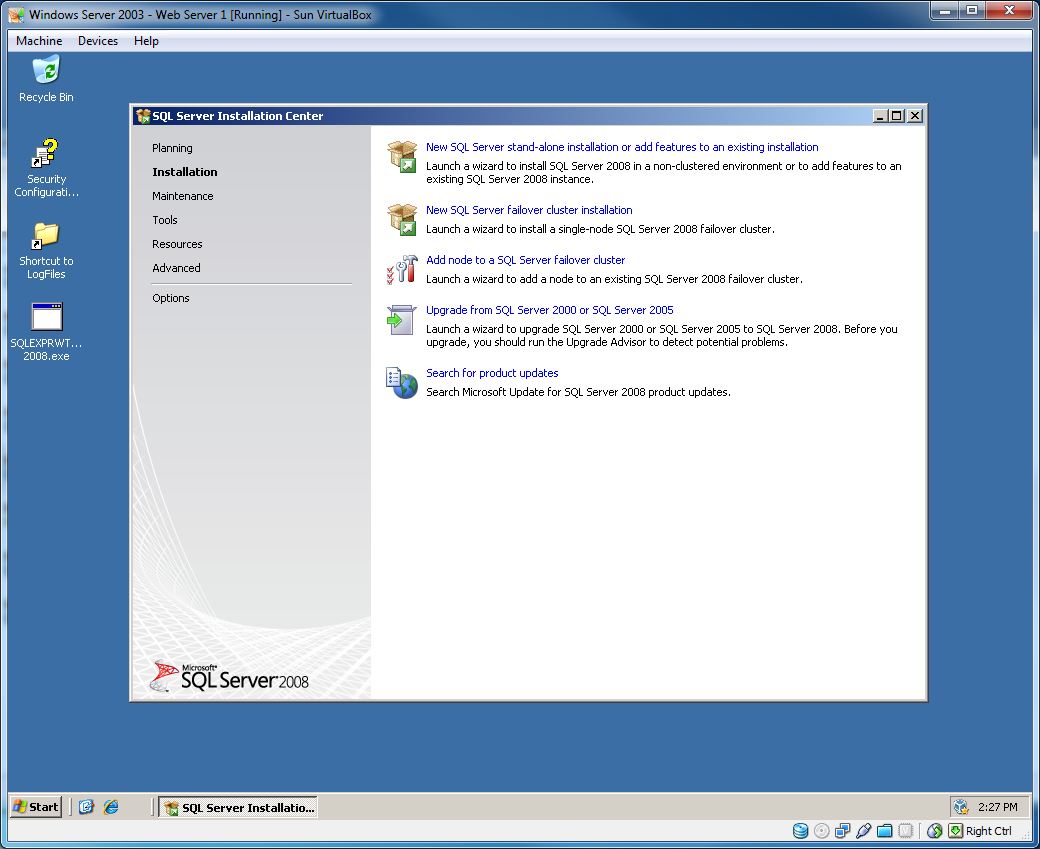 Windows Server 2003 - Web Server 1 [Running] - Sun VirtualBox
Machine Devices Help
Recycle Bin
Security
Configurati...
Shortcut to
LogFiles
SQLEXPRWT...
2008.exe
SQL Server Installation Center
Planning
Installation
Maintenance
Tools
Resources
Advanced
Options
New SQL Server stand-alone installation or add features to an existing installation
Launch a wizard to install SQL Server 2008 in a non-clustered environment or to add features to an
existing SQL Server 2008 instance.
New SQL Server failover cluster installation
Launch a wizard to install a single-node SQL Server 2008 failover cluster.
Add node to a SQL Server failover cluster
Launch a wizard to add a node to an existing SQL Server 2008 failover cluster.
Upgrade from SQL Server 2000 or SQL Server 2005
Launch a wizard to upgrade SQL Server 2000 or SQL Server 2005 to SQL Server 2008. Before you
upgrade, you should run the Upgrade Advisor to detect potential problems.
Search for product updates
Search Microsoft Update for SQL Server 2008 product updates.
Microsoft®
SQL Server 2008
Start
SQL Server Installatio...
2:27 PM
Right Ctrl